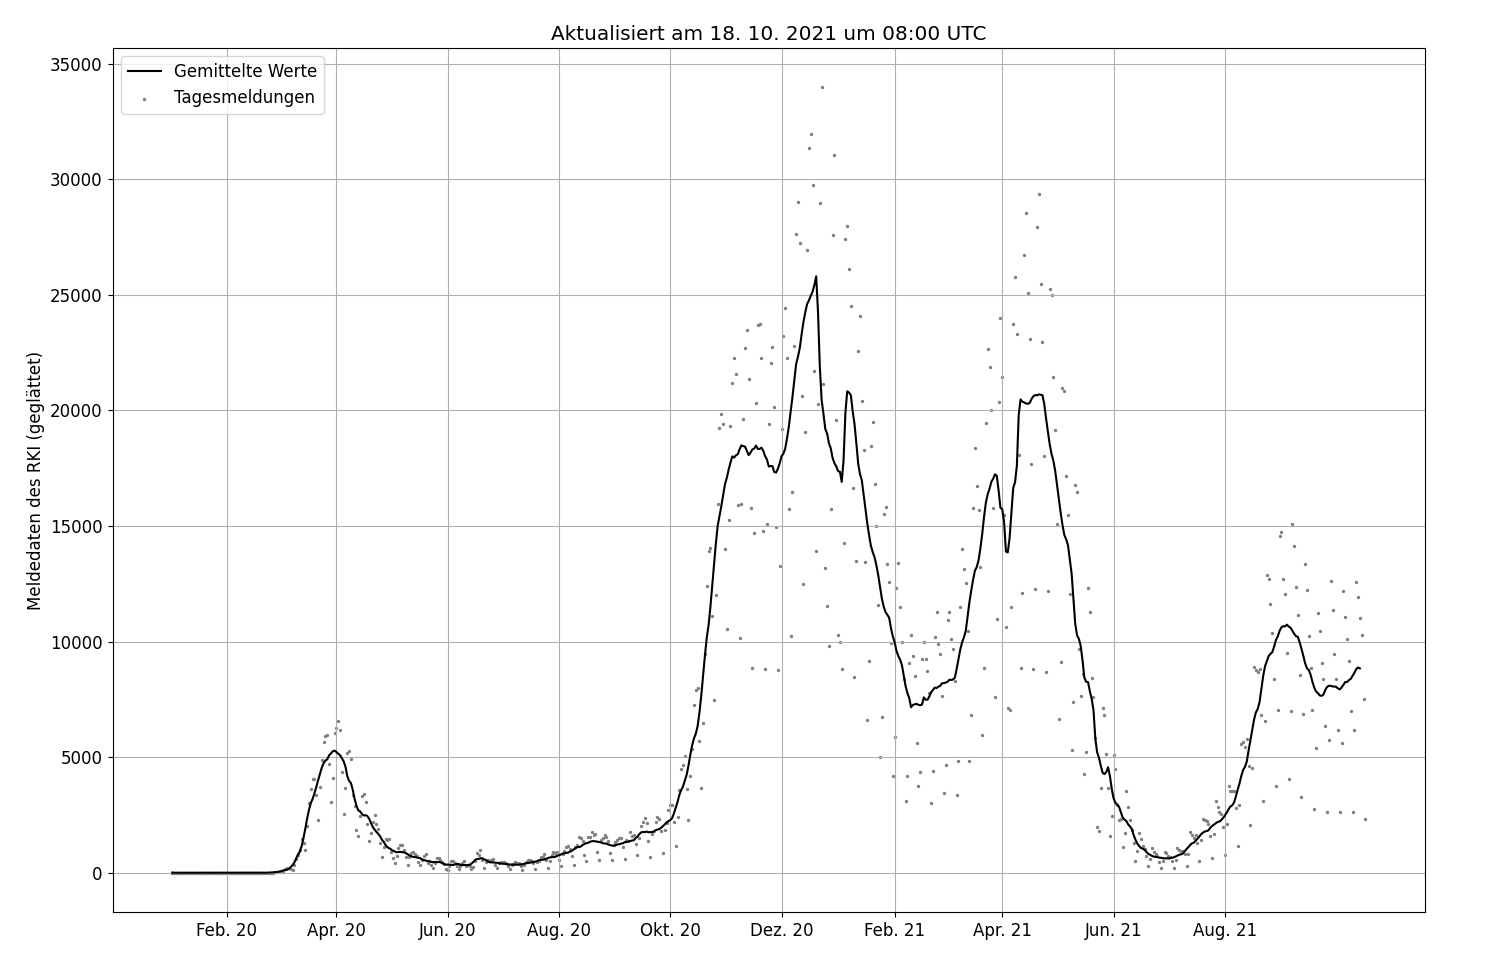 Aktualisiert am 18. 10. 2021 um 08:00 UTC
Gemittelte Werte
Tagesmeldungen
Meldedaten des RKI (geglättet)
35000
30000
25000
20000
15000
10000
5000
0
Feb. 20 Apr. 20 Jun. 20 Aug. 20 Okt. 20 Dez. 20 Feb. 21 Apr. 21 Jun. 21 Aug. 21